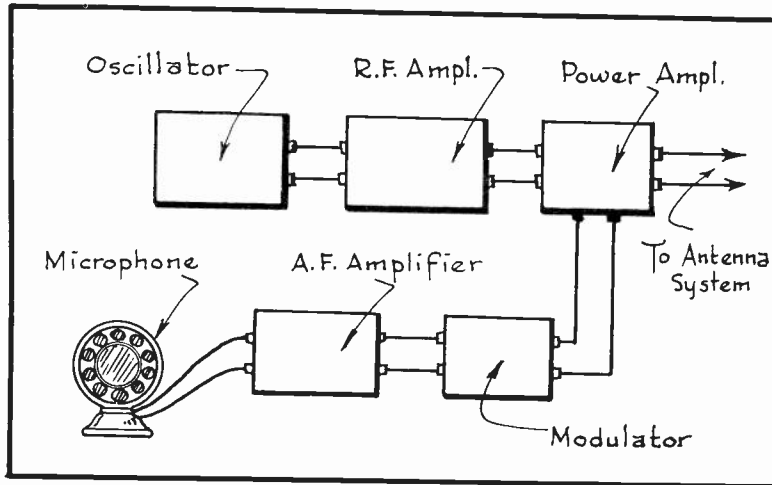 Oscillator
R.F. Ampl.
Power Ampl.
To Antenna
System
Microphone
A.F. Amplifier
Modulator